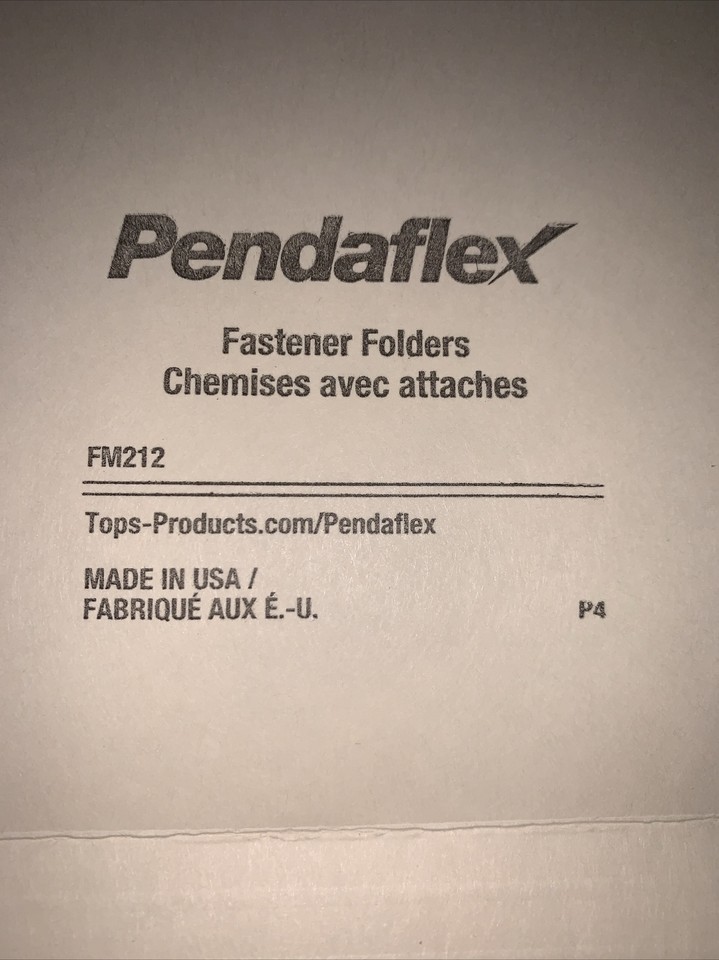 Pendaflex
Fastener Folders
Chemises avec attaches
FM212
Tops-Products.com/Pendaflex
MADE IN USA /
FABRIQUÉ AUX É.-U.
P4